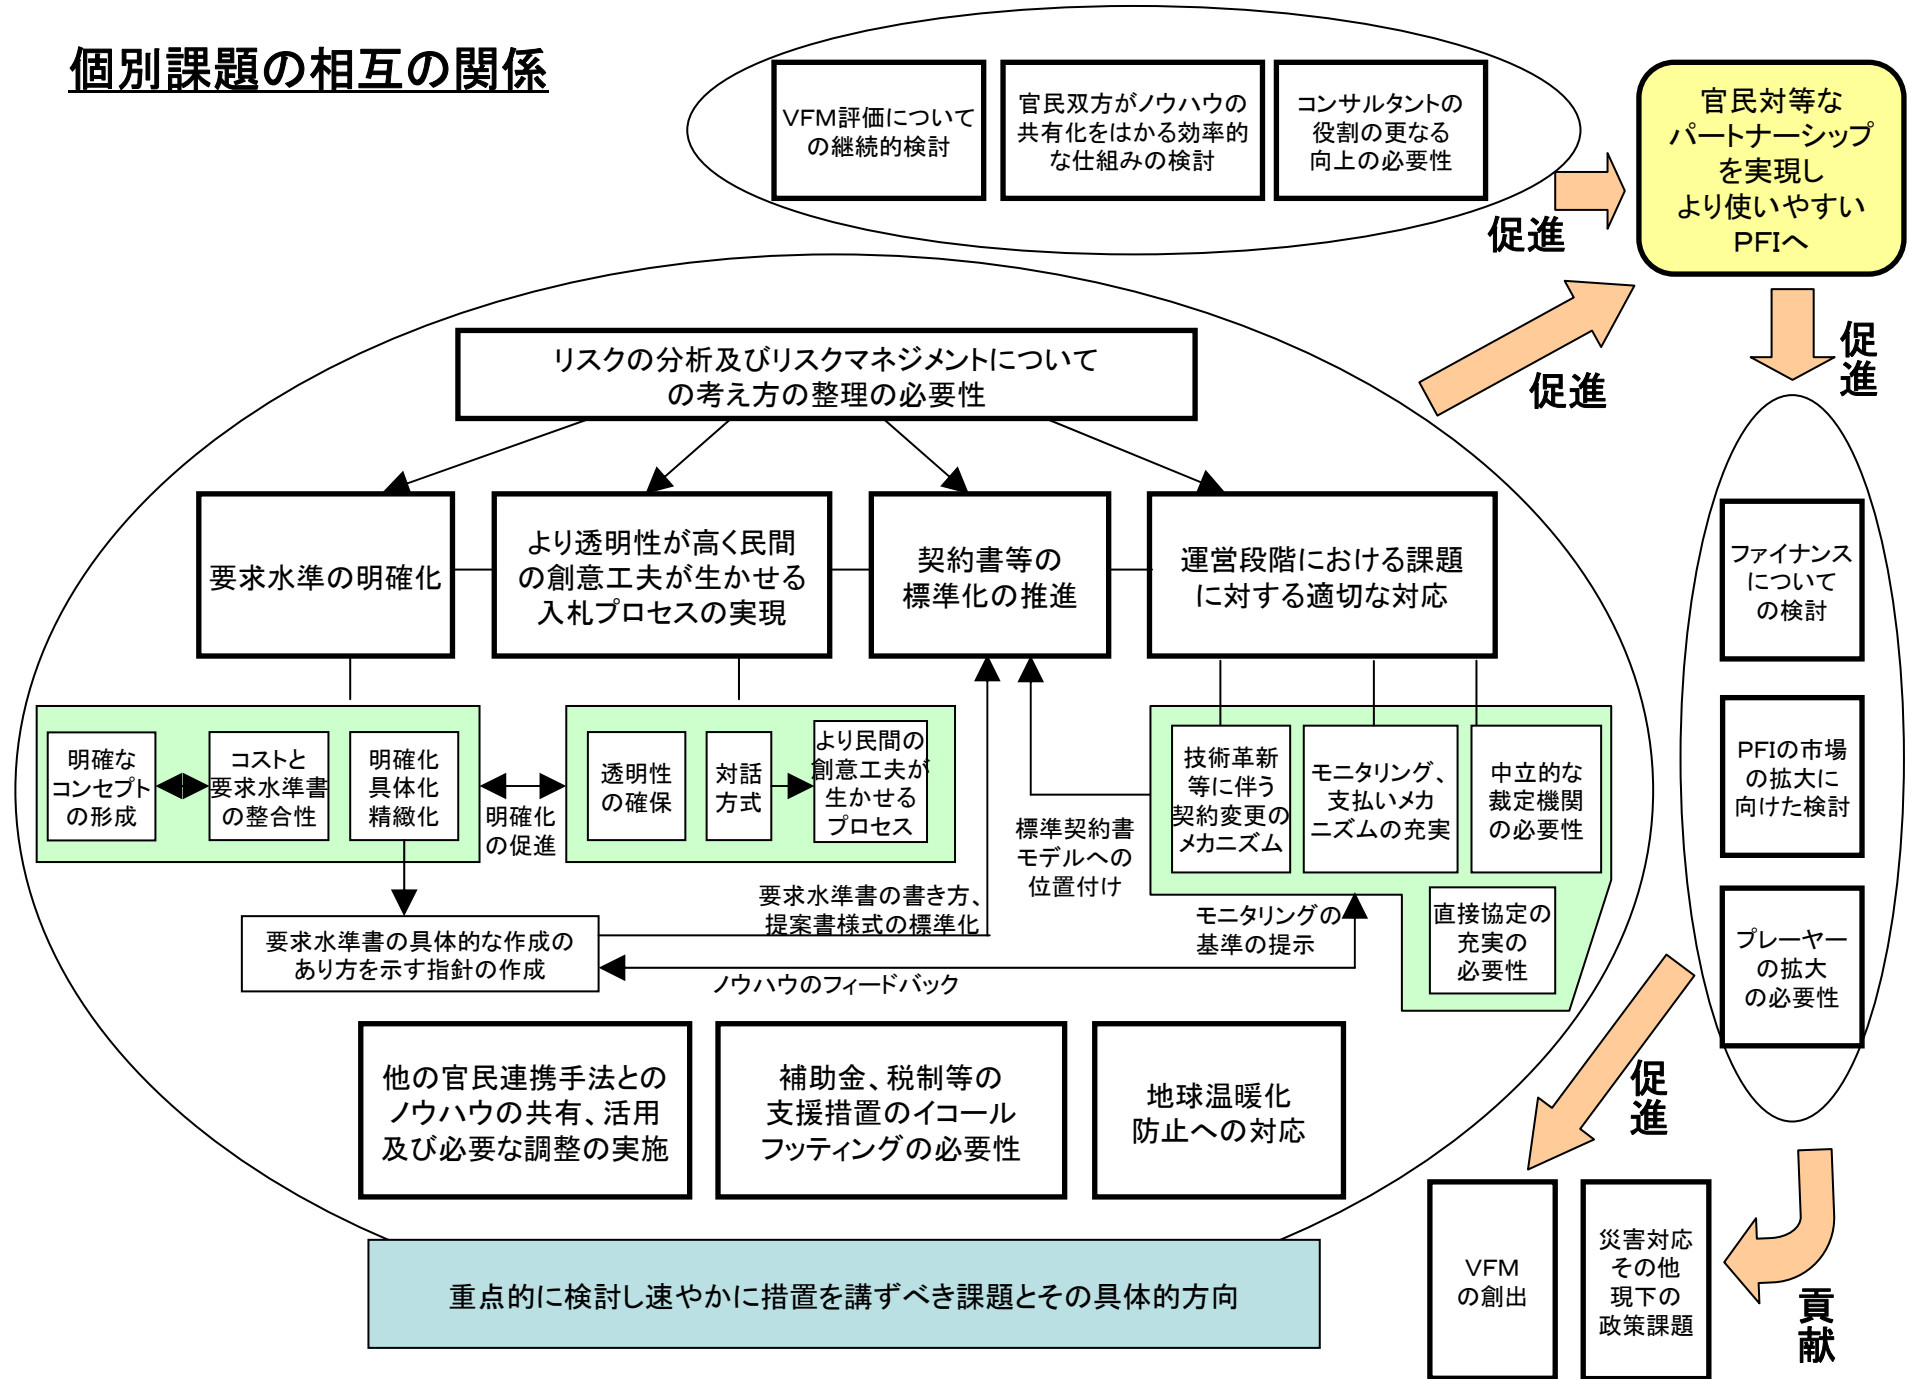 個別課題の相互の関係
VFM評価について
の継続的検討
官民双方がノウハウの
共有化をはかる効率的
な仕組みの検討
コンサルタントの
役割の更なる
向上の必要性
促進
官民対等な
パートナーシップ
を実現し
より使いやすい
PFIへ
促進
促
進
リスクの分析及びリスクマネジメントについて
の考え方の整理の必要性
要求水準の明確化
より透明性が高く民間
の創意工夫が生かせる
入札プロセスの実現
契約書等の
標準化の推進
運営段階における課題
に対する適切な対応
明確な
コンセプト
の形成
コストと
要求水準書
の整合性
明確化
具体化
精緻化
明確化
の促進
透明性
の確保
対話
方式
より民間の
創意工夫が
生かせる
プロセス
標準契約書
モデルへの
位置付け
技術革新
等に伴う
契約変更の
メカニズム
モニタリング、
支払いメカ
ニズムの充実
中立的な
裁定機関
の必要性
直接協定の
充実の
必要性
要求水準書の書き方、
提案書様式の標準化
モニタリングの
基準の提示
要求水準書の具体的な作成の
あり方を示す指針の作成
ノウハウのフィードバック
他の官民連携手法との
ノウハウの共有、活用
及び必要な調整の実施
補助金、税制等の
支援措置のイコール
フッティングの必要性
地球温暖化
防止への対応
重点的に検討し速やかに措置を講ずべき課題とその具体的方向
ファイナンス
について
の検討
PFIの市場
の拡大に
向けた検討
プレーヤー
の拡大
の必要性
促
進
VFM
の創出
災害対応
その他
現下の
政策課題
貢
献